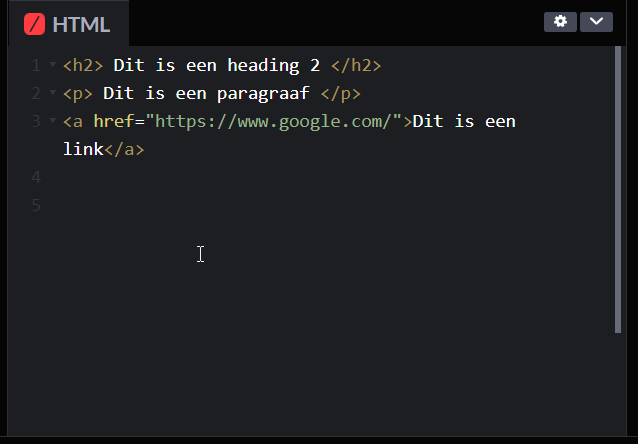 HTML
1 <h2> Dit is een heading 2 </h2>
2 <p> Dit is een paragraaf </p>
3 <a href="https://www.google.com/">Dit is een
link</a>
4
5